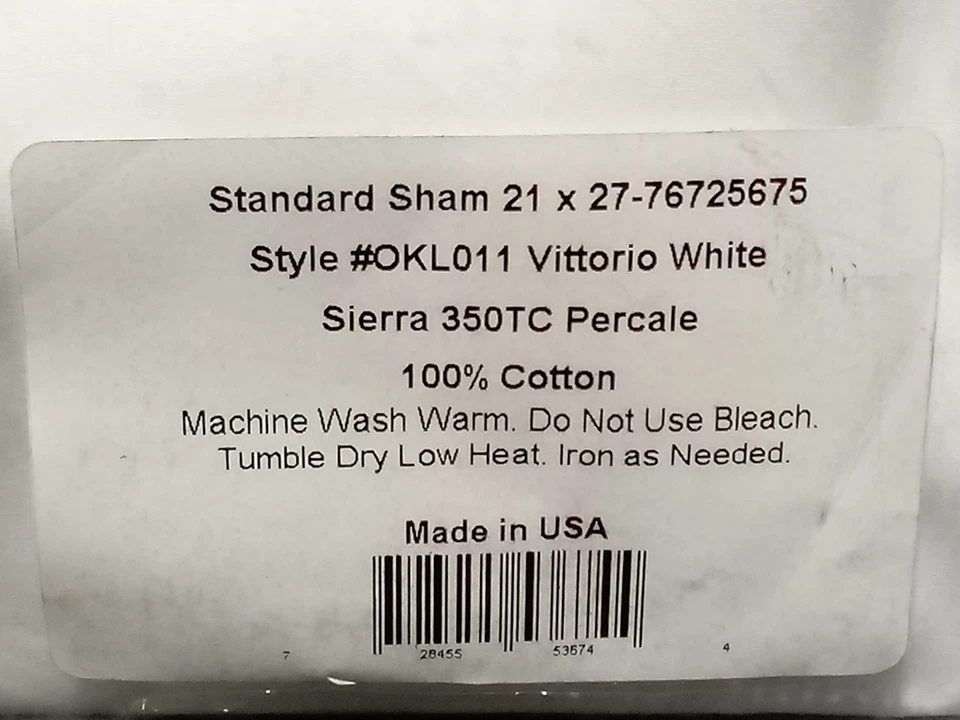 Standard Sham 21 x 27-76725675
Style #OKL011 Vittorio White
Sierra 350TC Percale
100% Cotton
Machine Wash Warm. Do Not Use Bleach.
Tumble Dry Low Heat. Iron as Needed.
Made in USA
7 28455 53674 4